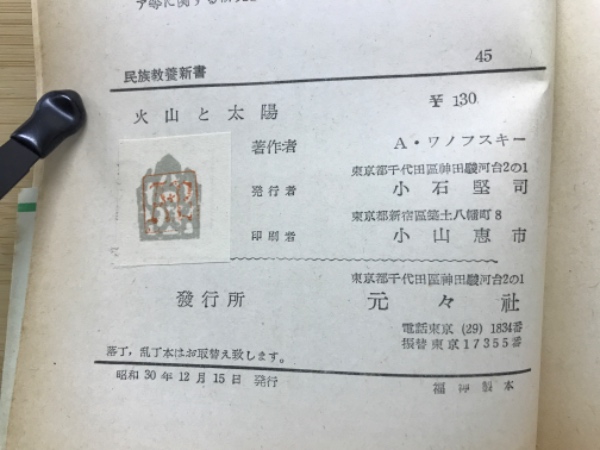 民族教養新書
45
火山と太陽
¥ 130
著作者 A・ワノフスキー
東京都千代田區神田駿河台2の1
発行者 小石堅司
東京都新宿區築土八幡町8
印刷者 小山恵市
東京都千代田區神田駿河台2の1
發行所 元々社
電話東京 (29) 1834番
振替東京17355番
落丁,乱丁本はお取替え致します。
昭和30年12月15日 発行
福神製本